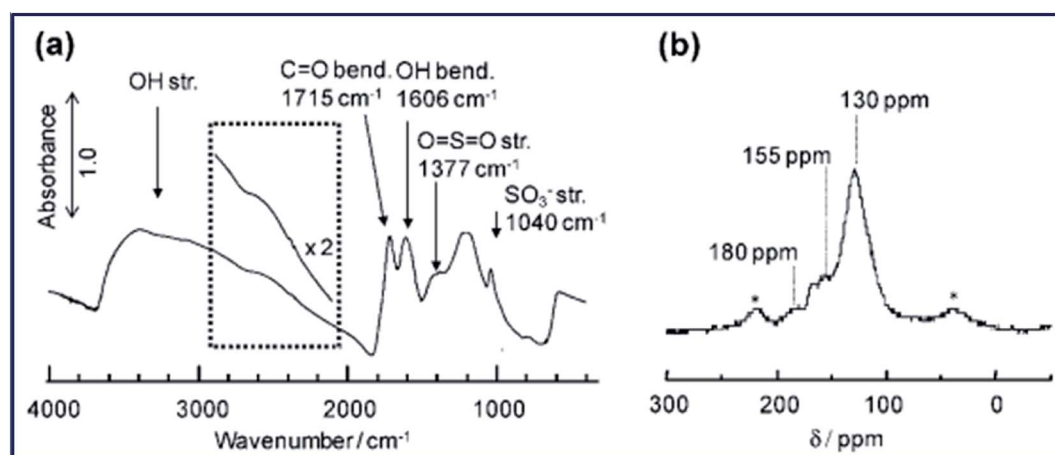 (a)
OH str.
C=O bend.
1715 cm-1
OH bend.
1606 cm-1
O=S=O str.
1377 cm-1
SO3- str.
1040 cm-1
Absorbance
1.0
x 2
4000
3000
2000
1000
Wavenumber / cm-1
(b)
130 ppm
155 ppm
180 ppm
*
*
300
200
100
0
δ / ppm